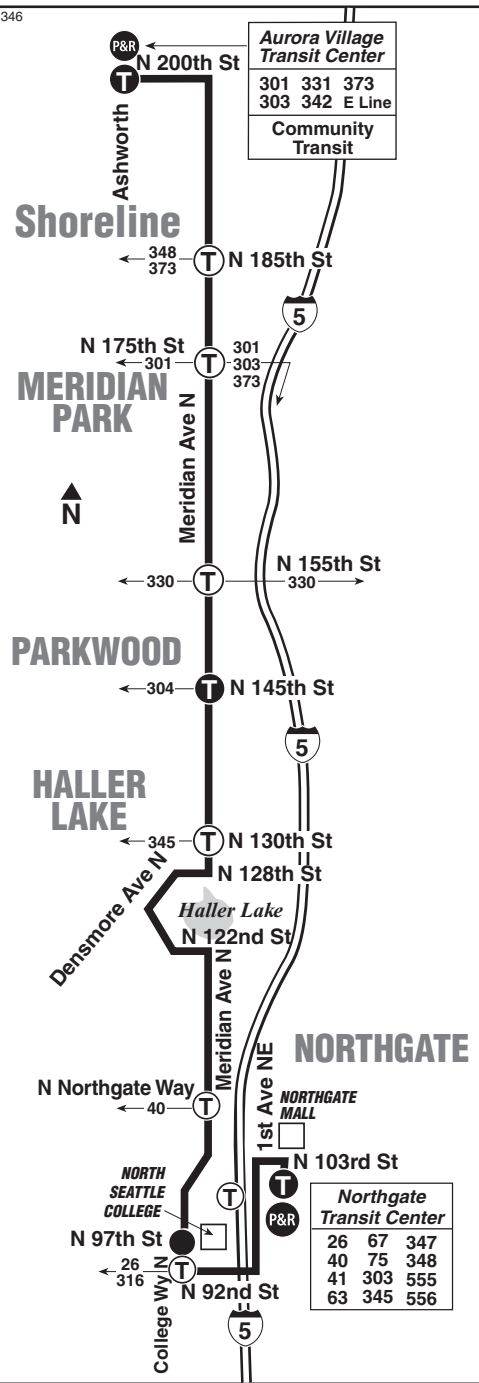 346
P&R
Aurora Village
Transit Center
301 331 373
303 342 E Line
Community
Transit
N 200th St
T
Ashworth
Shoreline
348
373
T
N 185th St
5
N 175th St
301
T
301
303
373
MERIDIAN
PARK
Meridian Ave N
N
N 155th St
330
T
330
PARKWOOD
304
T
N 145th St
5
HALLER
LAKE
345
T
N 130th St
N 128th St
Densmore Ave N
Haller Lake
N 122nd St
Meridian Ave N
NORTHGATE
1st Ave NE
N Northgate Way
40
T
NORTHGATE
MALL
N 103rd St
NORTH
SEATTLE
COLLEGE
T
T
P&R
Northgate
Transit Center
26 67 347
40 75 348
41 303 555
63 345 556
N 97th St
26
316
T
N 92nd St
College Wy N
5